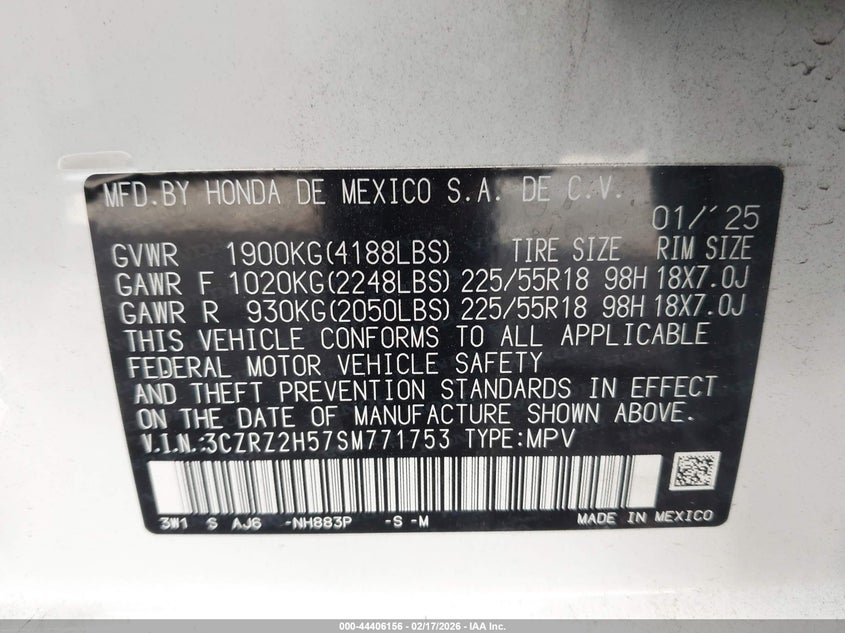 MFD.BY HONDA DE MEXICO S.A. DE C.V.
01/'25
GVWR 1900KG(4188LBS) TIRE SIZE RIM SIZE
GAWR F 1020KG(2248LBS) 225/55R18 98H 18X7.0J
GAWR R 930KG(2050LBS) 225/55R18 98H 18X7.0J
THIS VEHICLE CONFORMS TO ALL APPLICABLE
FEDERAL MOTOR VEHICLE SAFETY
AND THEFT PREVENTION STANDARDS IN EFFECT
ON THE DATE OF MANUFACTURE SHOWN ABOVE.
V.I.N.:3CZRZ2H57SM771753 TYPE:MPV
3W1 S AJ6 -NH883P -S -M MADE IN MEXICO
000-44406156 — 02/17/2026 — IAA Inc.